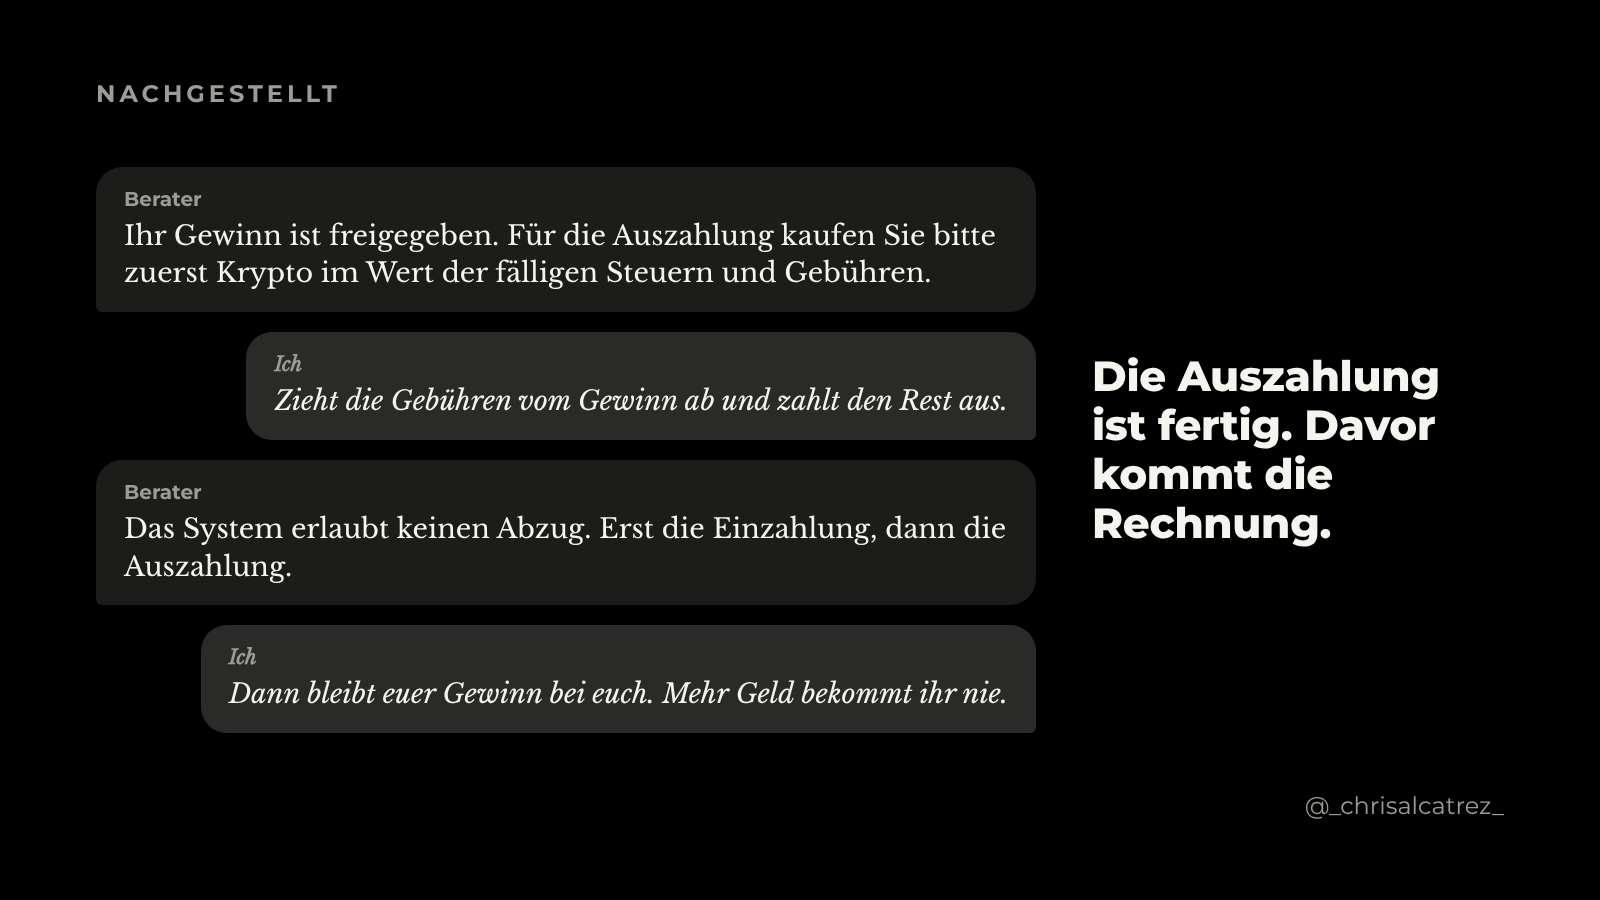 NACHGESTELLT
Berater
Ihr Gewinn ist freigegeben. Für die Auszahlung kaufen Sie bitte
zuerst Krypto im Wert der fälligen Steuern und Gebühren.
Ich
Zieht die Gebühren vom Gewinn ab und zahlt den Rest aus.
Berater
Das System erlaubt keinen Abzug. Erst die Einzahlung, dann die
Auszahlung.
Ich
Dann bleibt euer Gewinn bei euch. Mehr Geld bekommt ihr nie.
Die Auszahlung
ist fertig. Davor
kommt die
Rechnung.
@_chrisalcatrez_